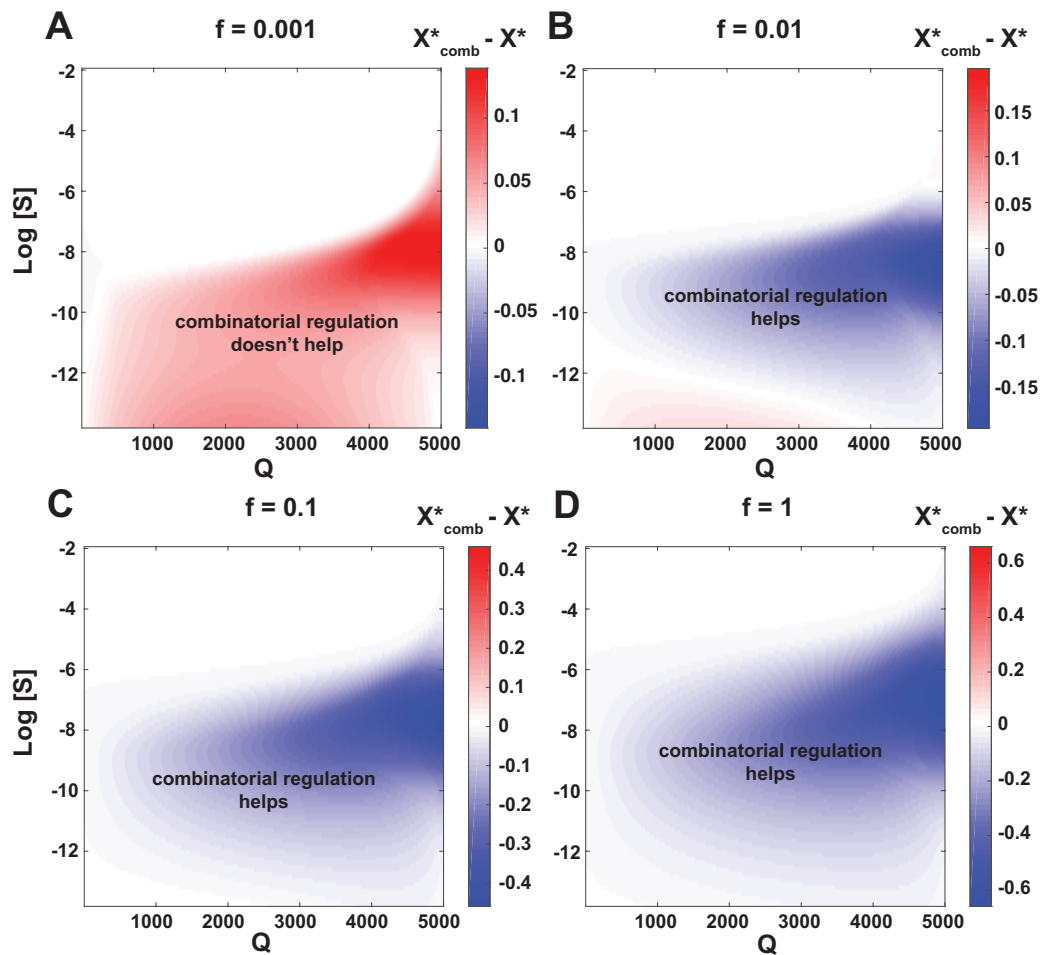 A
f = 0.001
X*comb - X*
-2
-4
-6
-8
-10
-12
Log [S]
combinatorial regulation
doesn't help
1000
2000
3000
4000
5000
Q
0.1
0.05
0
-0.05
-0.1
B
f = 0.01
X*comb - X*
-2
-4
-6
-8
-10
-12
combinatorial regulation
helps
1000
2000
3000
4000
5000
Q
0.15
0.1
0.05
0
-0.05
-0.1
-0.15
C
f = 0.1
X*comb - X*
-2
-4
-6
-8
-10
-12
Log [S]
combinatorial regulation
helps
1000
2000
3000
4000
5000
Q
0.4
0.3
0.2
0.1
0
-0.1
-0.2
-0.3
-0.4
D
f = 1
X*comb - X*
-2
-4
-6
-8
-10
-12
combinatorial regulation
helps
1000
2000
3000
4000
5000
Q
0.6
0.4
0.2
0
-0.2
-0.4
-0.6